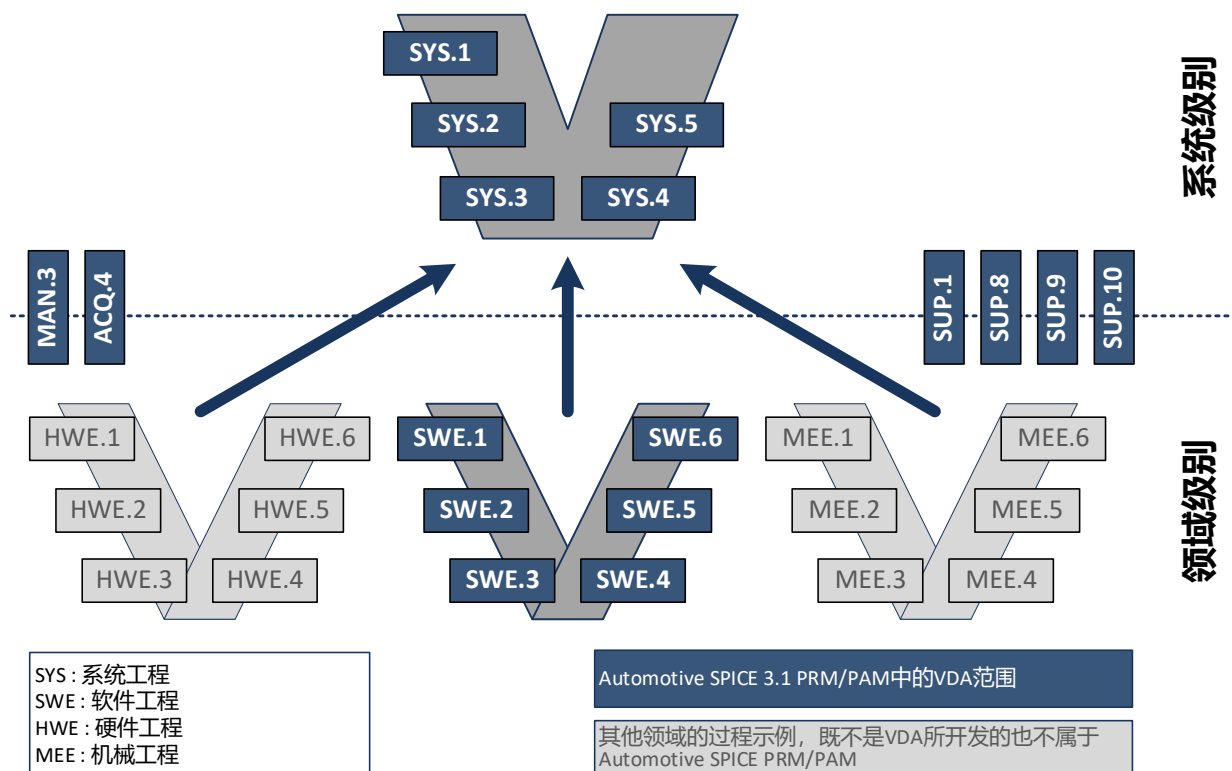 SYS.1
SYS.2
SYS.5
SYS.3
SYS.4
系统级别
MAN.3
ACQ.4
SUP.1
SUP.8
SUP.9
SUP.10
HWE.1
HWE.6
SWE.1
SWE.6
MEE.1
MEE.6
HWE.2
HWE.5
SWE.2
SWE.5
MEE.2
MEE.5
HWE.3
HWE.4
SWE.3
SWE.4
MEE.3
MEE.4
领域级别
SYS : 系统工程
SWE : 软件工程
HWE : 硬件工程
MEE : 机械工程
Automotive SPICE 3.1 PRM/PAM中的VDA范围
其他领域的过程示例，既不是VDA所开发的也不属于
Automotive SPICE PRM/PAM